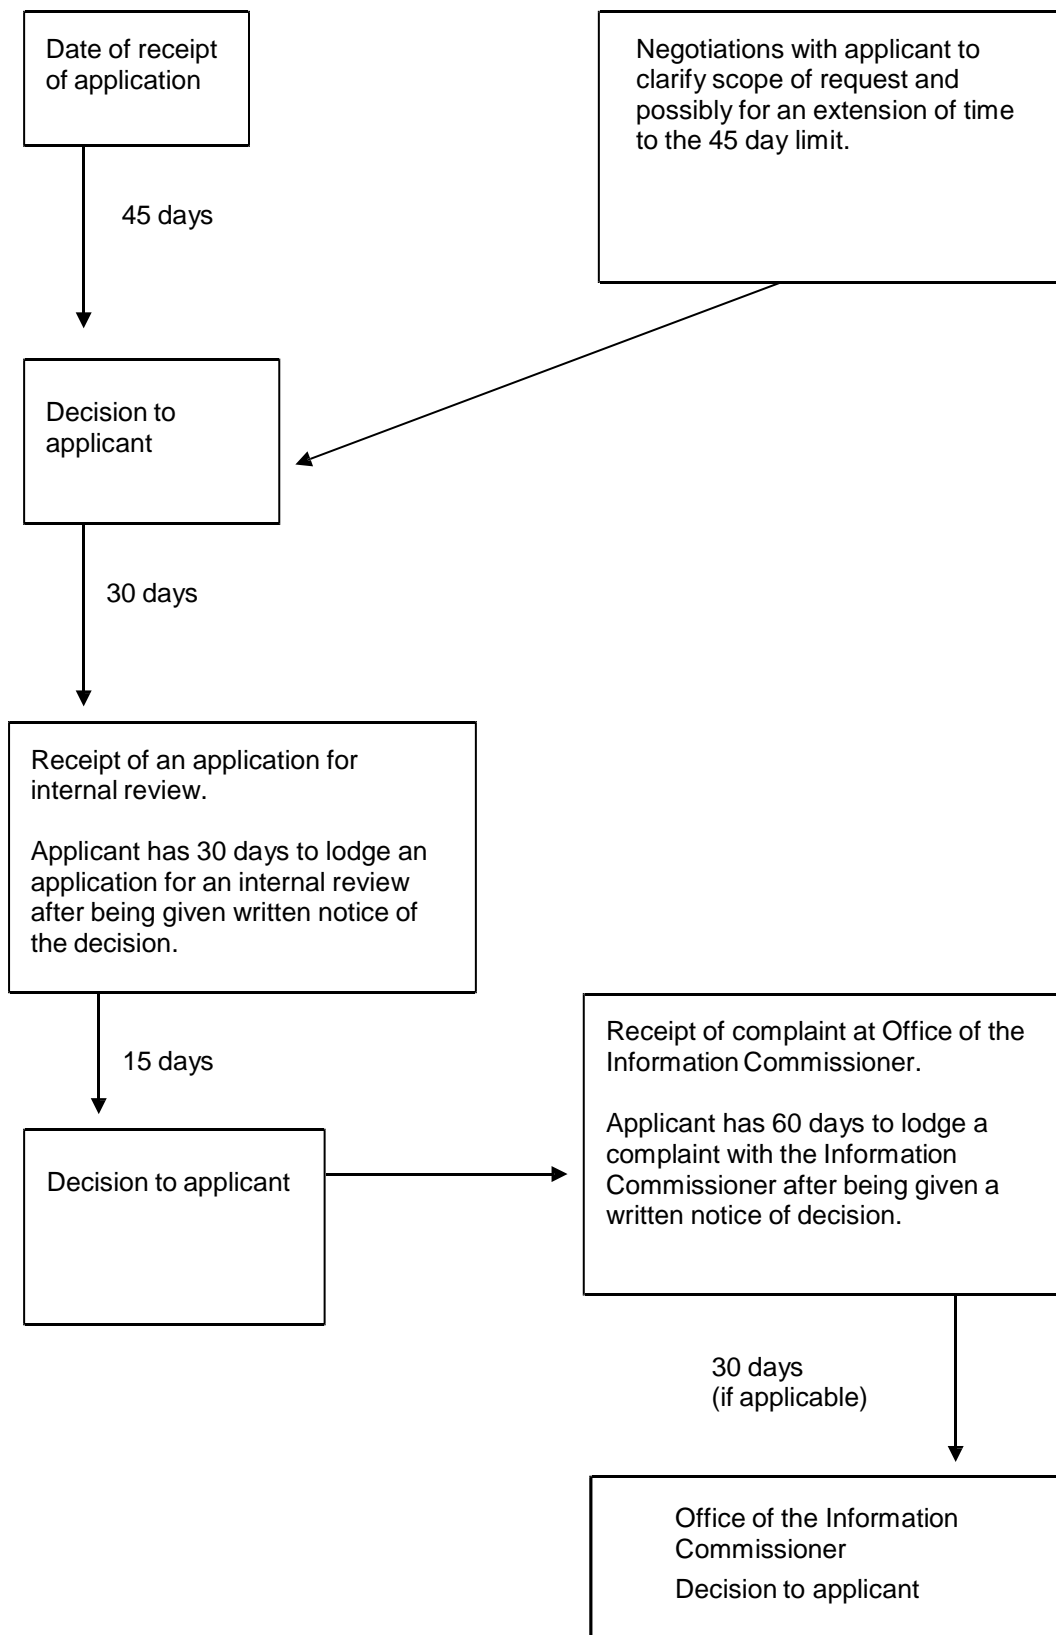 Date of receipt
of application
Negotiations with applicant to
clarify scope of request and
possibly for an extension of time
to the 45 day limit.
45 days
Decision to
applicant
30 days
Receipt of an application for
internal review.
Applicant has 30 days to lodge an
application for an internal review
after being given written notice of
the decision.
15 days
Decision to applicant
Receipt of complaint at Office of the
Information Commissioner.
Applicant has 60 days to lodge a
complaint with the Information
Commissioner after being given a
written notice of decision.
30 days
(if applicable)
Office of the Information
Commissioner
Decision to applicant